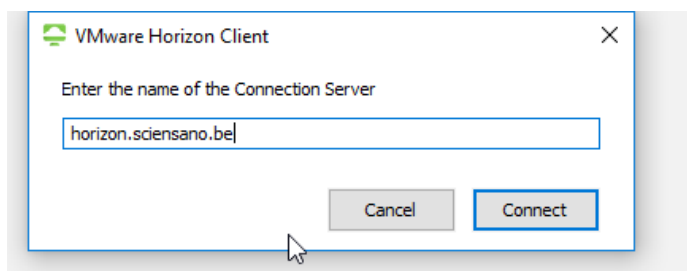 VMware Horizon Client
Enter the name of the Connection Server
horizon.sciensano.be
Cancel Connect